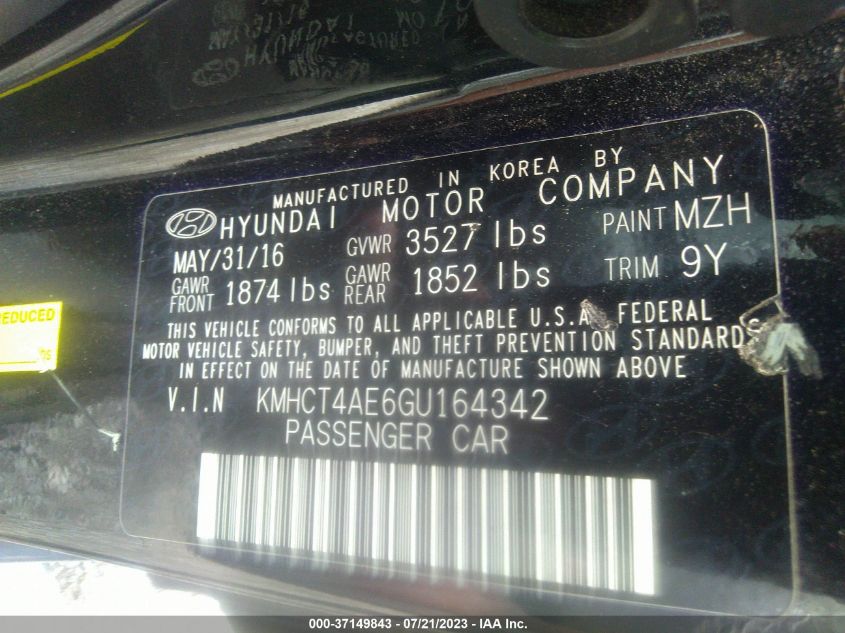 MANUFACTURED IN KOREA BY
HYUNDAI MOTOR COMPANY
MAY/31/16 GVWR 3527 lbs PAINT MZH
GAWR FRONT 1874 lbs GAWR REAR 1852 lbs TRIM 9Y
THIS VEHICLE CONFORMS TO ALL APPLICABLE U.S.A. FEDERAL
MOTOR VEHICLE SAFETY, BUMPER, AND THEFT PREVENTION STANDARDS
IN EFFECT ON THE DATE OF MANUFACTURE SHOWN ABOVE
V.I.N KMHCT4AE6GU164342
PASSENGER CAR
REDUCED
000-37149843 - 07/21/2023 - IAA Inc.